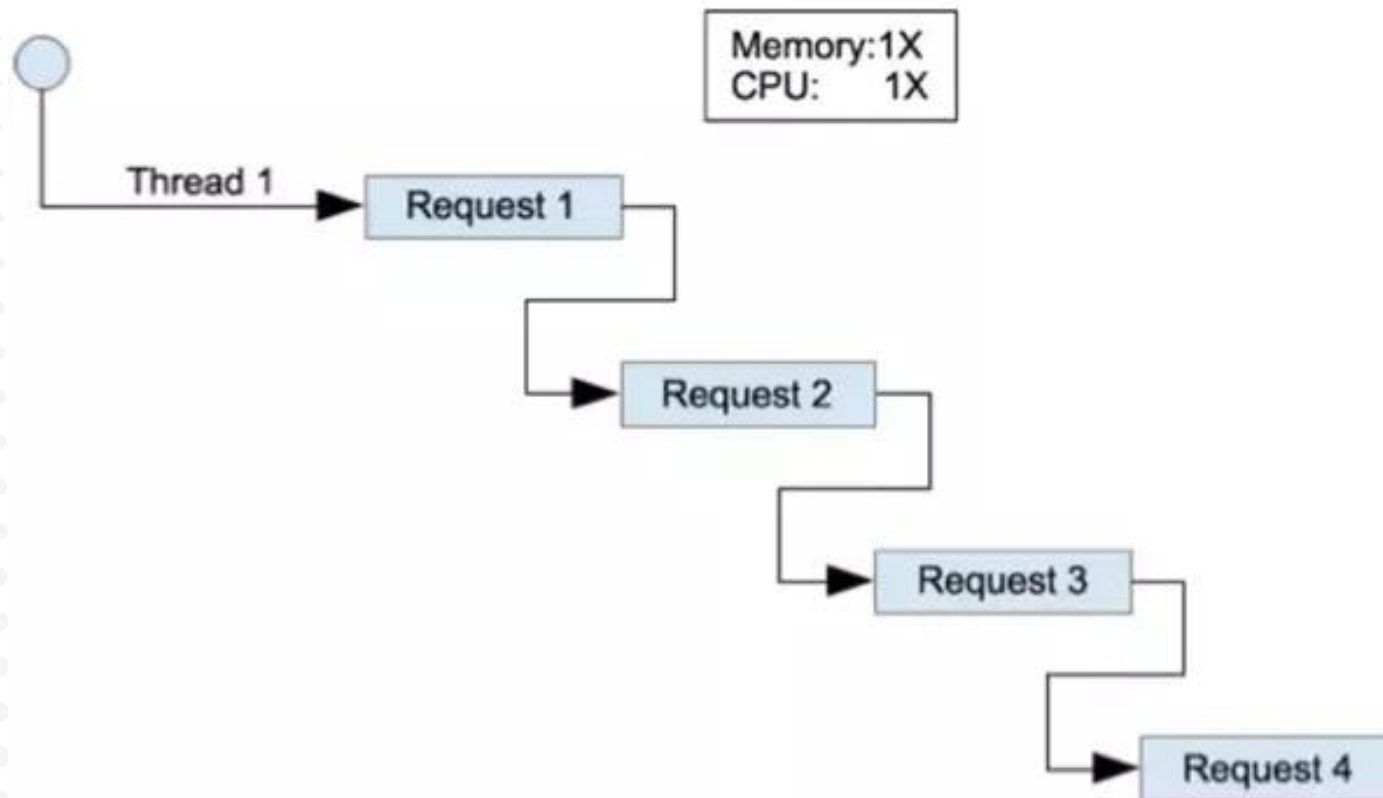 Memory:1X
CPU: 1X
Thread 1
Request 1
Request 2
Request 3
Request 4